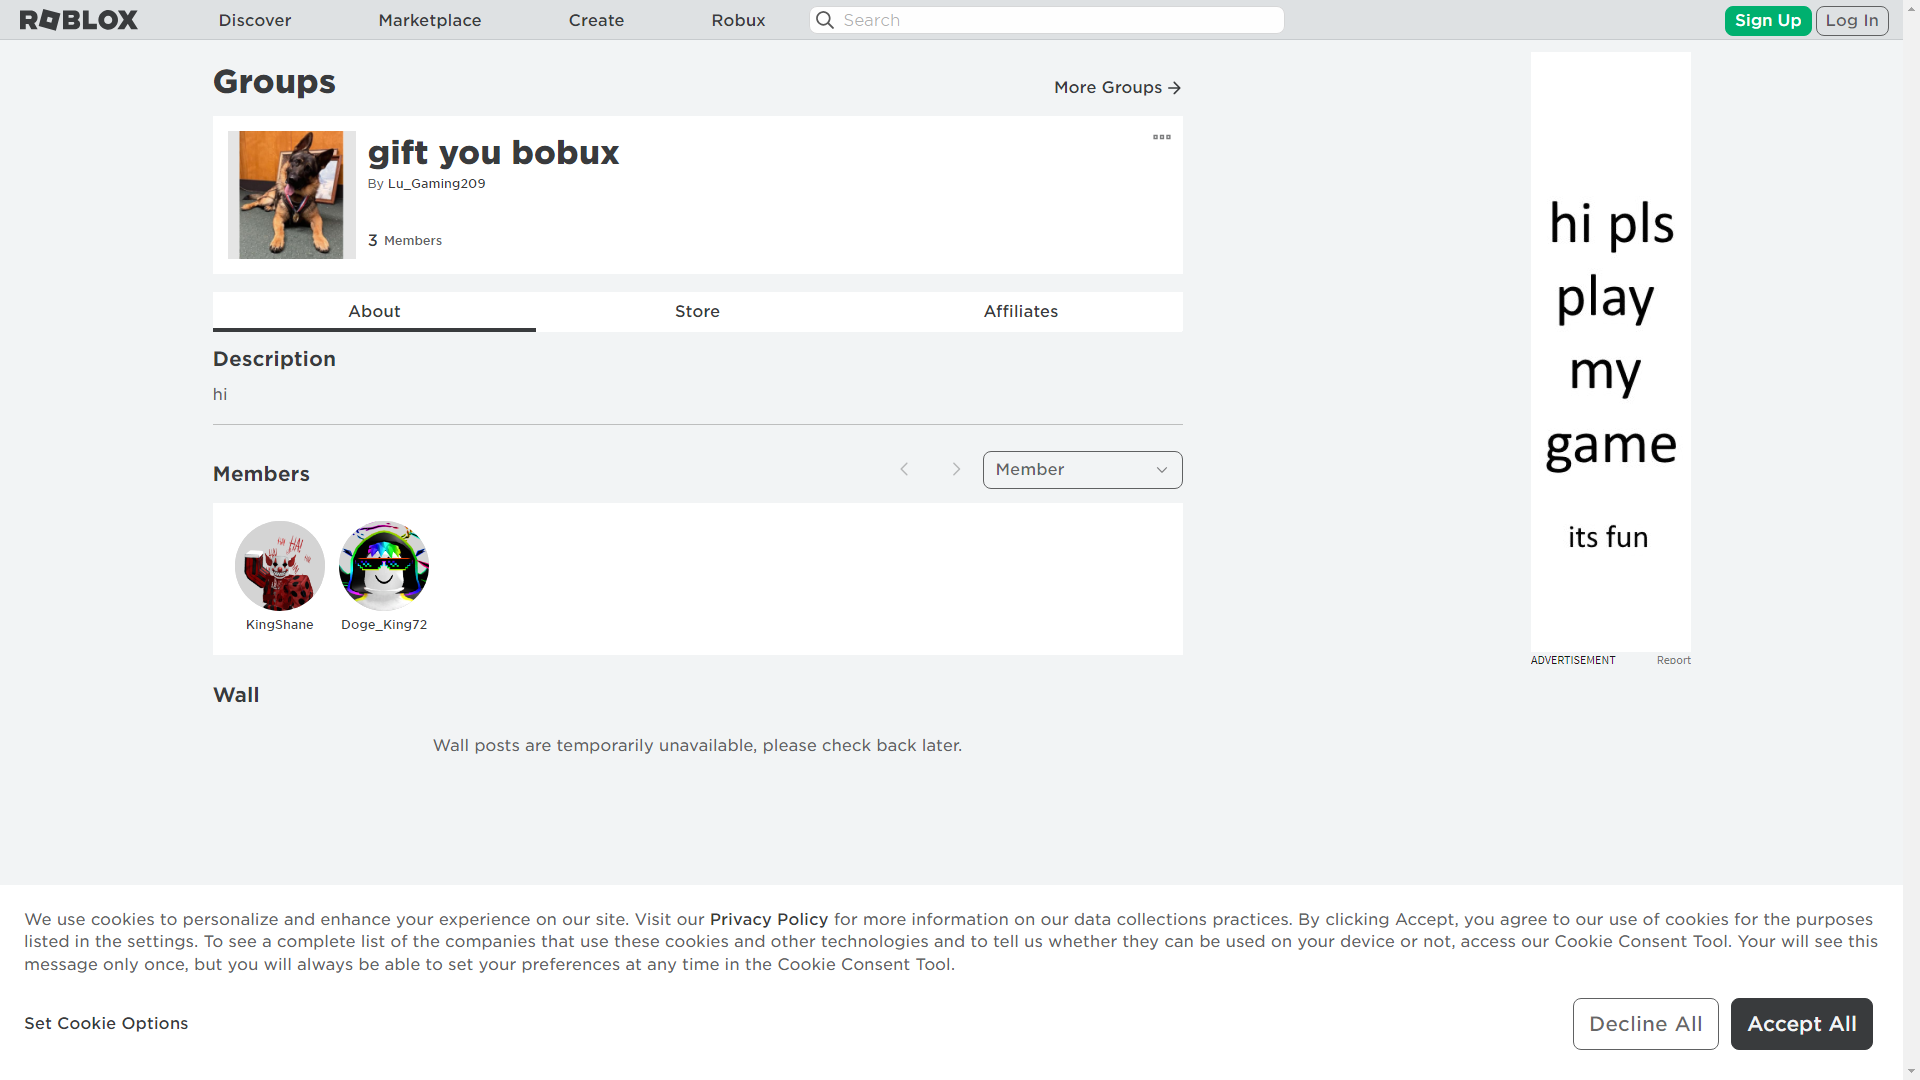 ROBLOX
Discover
Marketplace
Create
Robux
Search
Sign Up
Log In
Groups
More Groups
gift you bobux
By Lu_Gaming209
3 Members
About
Store
Affiliates
Description
hi
Members
Member
KingShane
Doge_King72
Wall
Wall posts are temporarily unavailable, please check back later.
hi pls
play
my
game
its fun
ADVERTISEMENT
Report
We use cookies to personalize and enhance your experience on our site. Visit our Privacy Policy for more information on our data collections practices. By clicking Accept, you agree to our use of cookies for the purposes
listed in the settings. To see a complete list of the companies that use these cookies and other technologies and to tell us whether they can be used on your device or not, access our Cookie Consent Tool. Your will see this
message only once, but you will always be able to set your preferences at any time in the Cookie Consent Tool.
Set Cookie Options
Decline All
Accept All